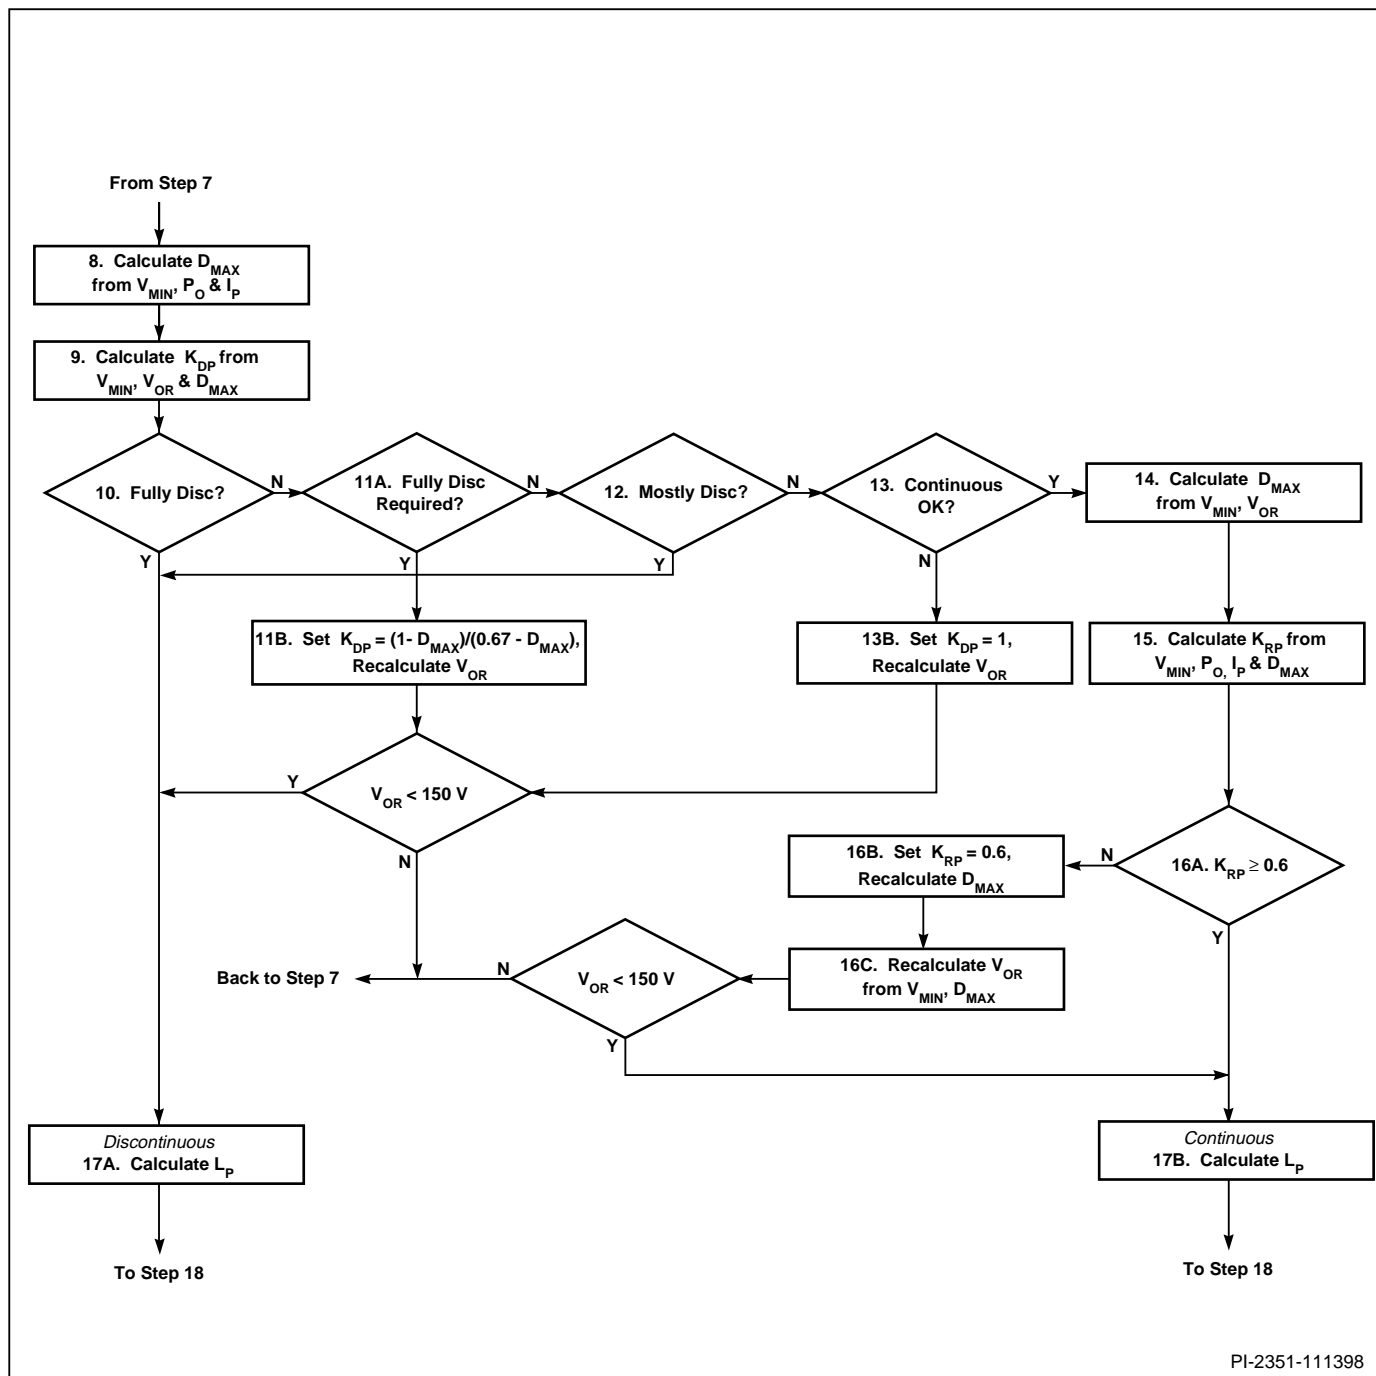 From Step 7
8. Calculate D_MAX
from V_MIN, P_O & I_P
9. Calculate K_DP from
V_MIN, V_OR & D_MAX
10. Fully Disc?
N
Y
11A. Fully Disc
Required?
N
Y
12. Mostly Disc?
N
Y
13. Continuous
OK?
Y
N
14. Calculate D_MAX
from V_MIN, V_OR
11B. Set K_DP = (1- D_MAX)/(0.67 - D_MAX),
Recalculate V_OR
13B. Set K_DP = 1,
Recalculate V_OR
15. Calculate K_RP from
V_MIN, P_O, I_P & D_MAX
Y
V_OR < 150 V
N
16B. Set K_RP = 0.6,
Recalculate D_MAX
N
16A. K_RP ≥ 0.6
Y
Back to Step 7
N
V_OR < 150 V
Y
16C. Recalculate V_OR
from V_MIN, D_MAX
Discontinuous
17A. Calculate L_P
Continuous
17B. Calculate L_P
To Step 18
To Step 18
PI-2351-111398